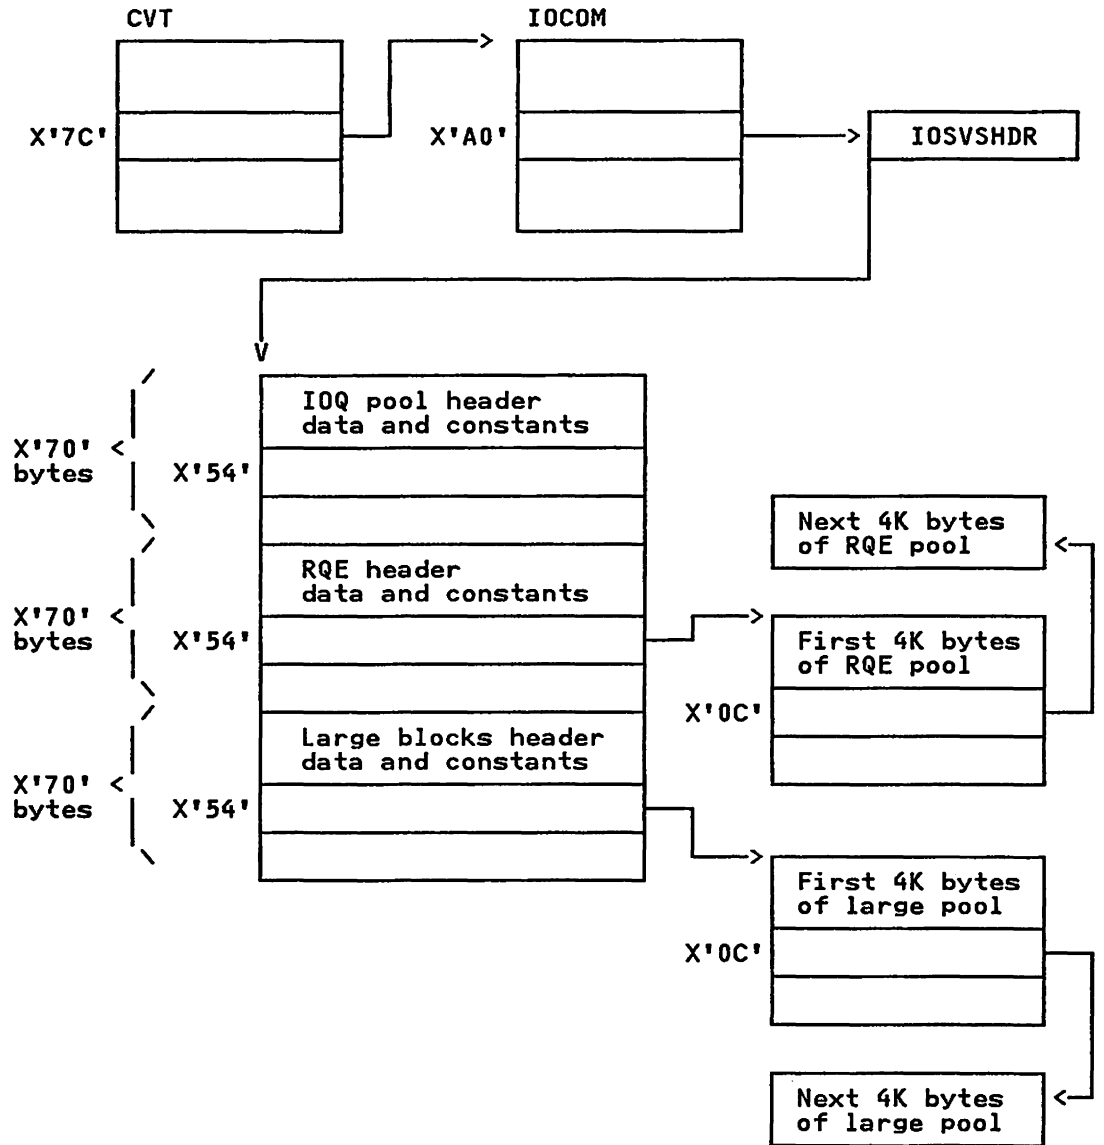 CVT
IOCOM
X'7C'
X'A0'
IOSVSHDR
IOQ pool header
data and constants
X'70'
bytes
X'54'
Next 4K bytes
of RQE pool
RQE header
data and constants
X'70'
bytes
X'54'
First 4K bytes
of RQE pool
X'0C'
Large blocks header
data and constants
X'70'
bytes
X'54'
First 4K bytes
of large pool
X'0C'
Next 4K bytes
of large pool